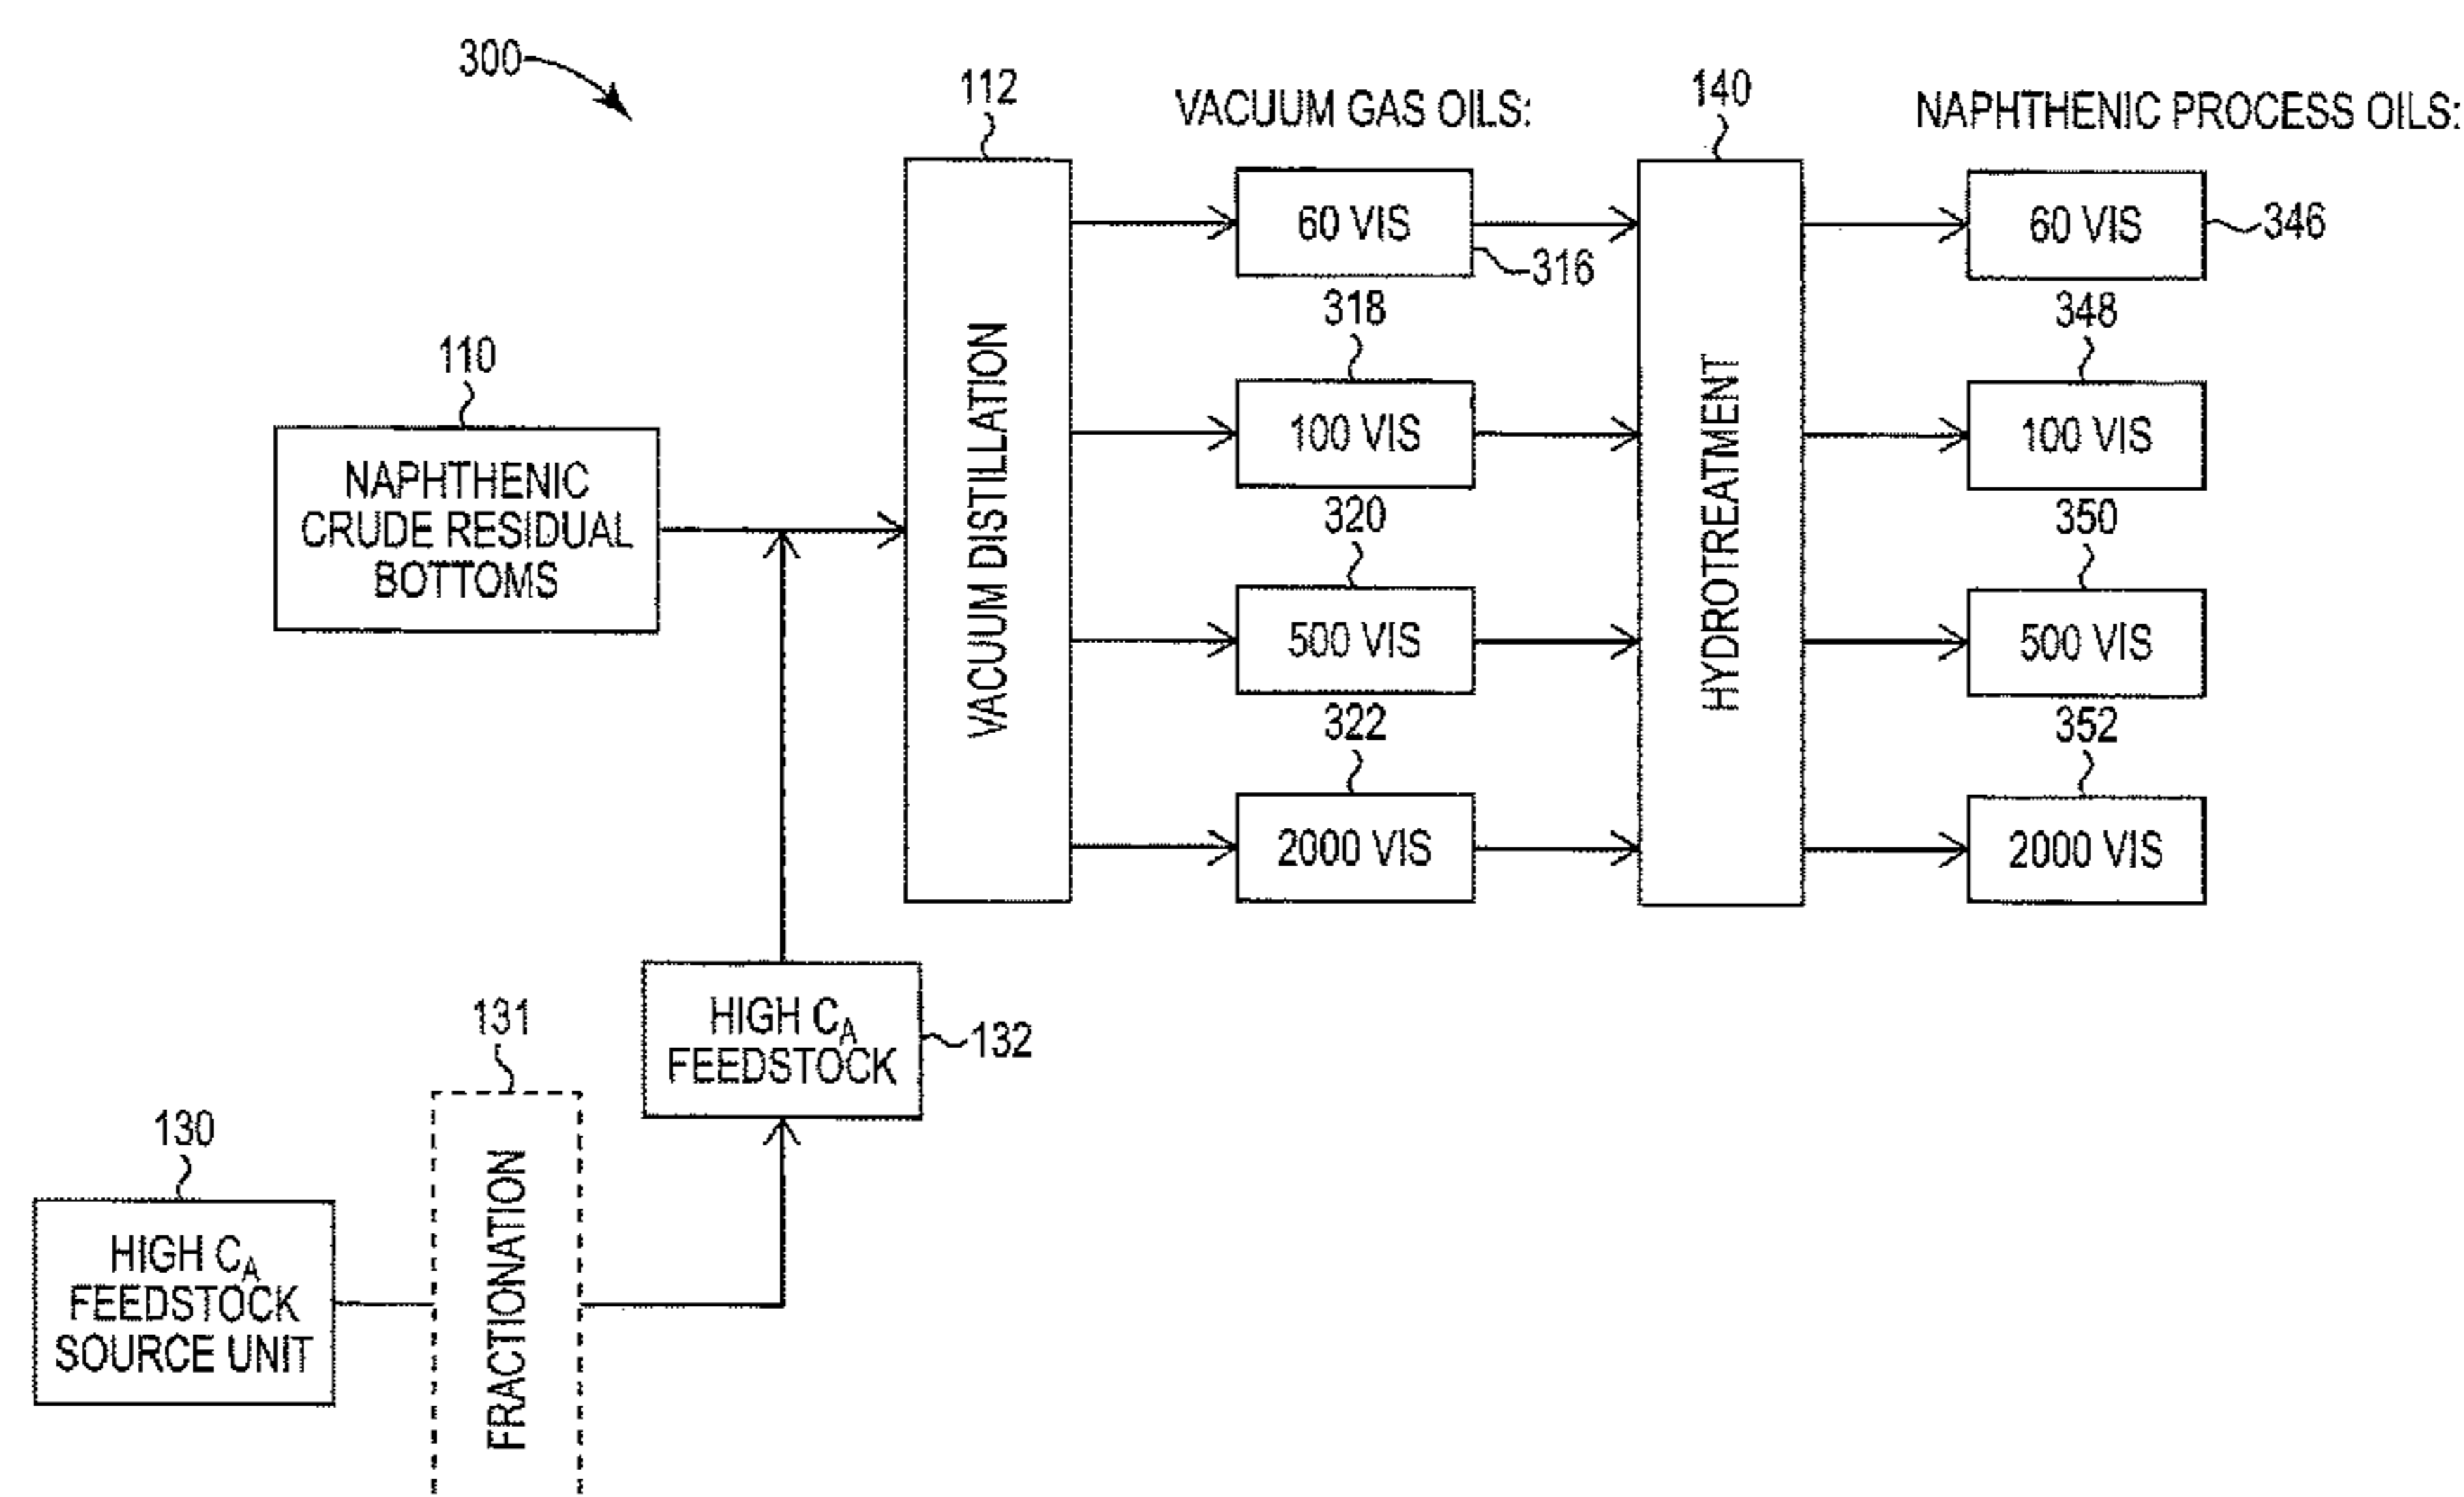 300
112
VACUUM GAS OILS:
140
NAPHTHENIC PROCESS OILS:
60 VIS
316
60 VIS
346
318
348
110
100 VIS
100 VIS
NAPHTHENIC
CRUDE RESIDUAL
BOTTOMS
VACUUM DISTILLATION
HYDROTREATMENT
320
350
500 VIS
500 VIS
322
352
2000 VIS
2000 VIS
131
HIGH CA
FEEDSTOCK
132
130
HIGH CA
FEEDSTOCK
SOURCE UNIT
FRACTIONATION